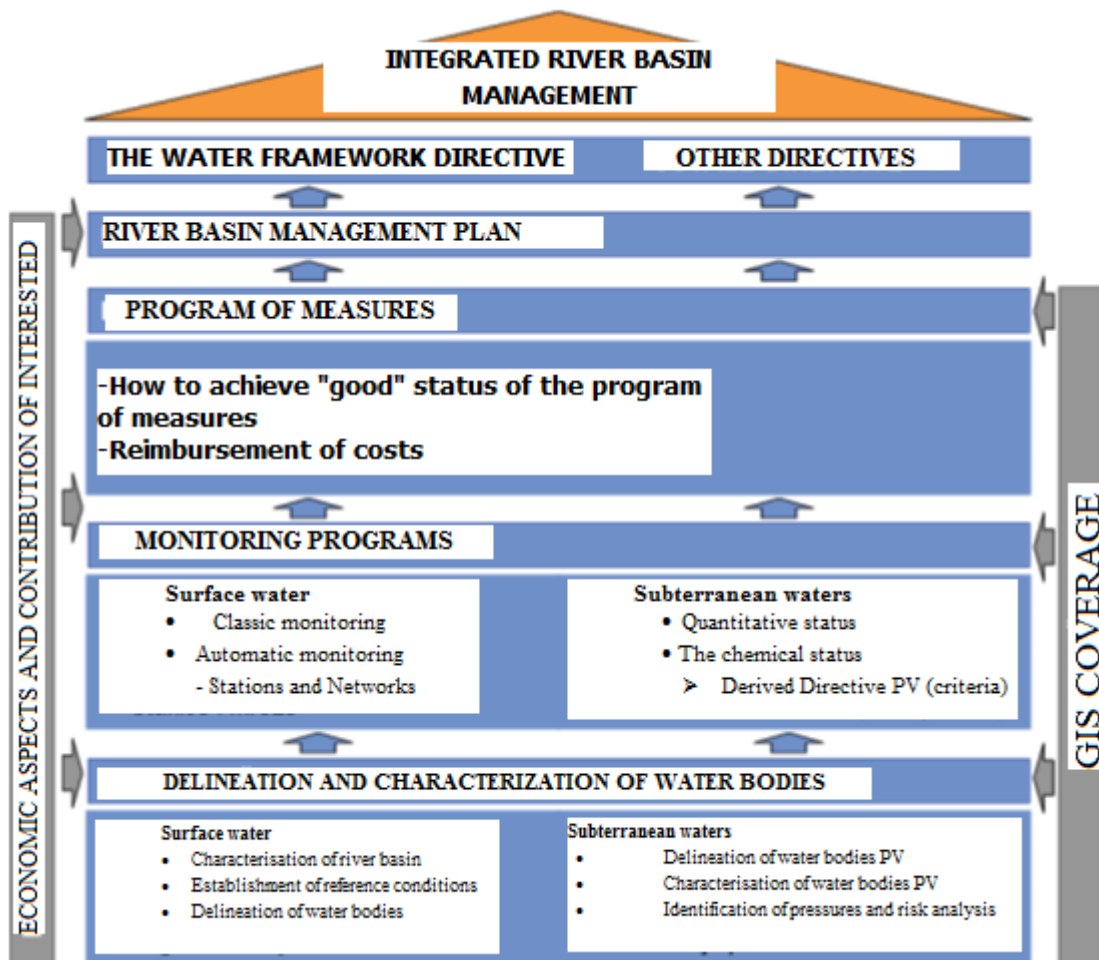 INTEGRATED RIVER BASIN
MANAGEMENT
THE WATER FRAMEWORK DIRECTIVE
OTHER DIRECTIVES
RIVER BASIN MANAGEMENT PLAN
PROGRAM OF MEASURES
-How to achieve "good" status of the program
of measures
-Reimbursement of costs
MONITORING PROGRAMS
Surface water
• Classic monitoring
• Automatic monitoring
- Stations and Networks
Subterranean waters
• Quantitative status
• The chemical status
➢ Derived Directive PV (criteria)
DELINEATION AND CHARACTERIZATION OF WATER BODIES
Surface water
• Characterisation of river basin
• Establishment of reference conditions
• Delineation of water bodies
Subterranean waters
• Delineation of water bodies PV
• Characterisation of water bodies PV
• Identification of pressures and risk analysis
ECONOMIC ASPECTS AND CONTRIBUTION OF INTERESTED
GIS COVERAGE